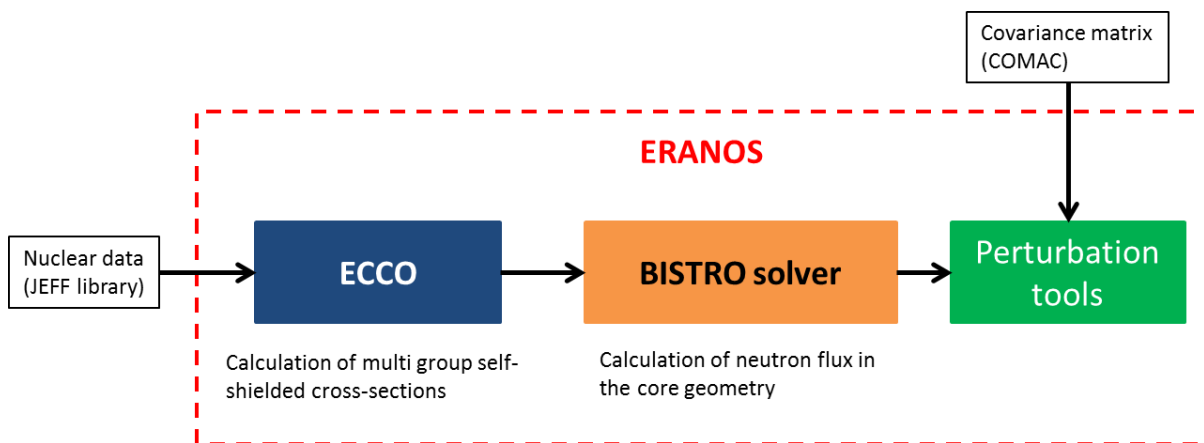 Covariance matrix
(COMAC)
ERANOS
Nuclear data
(JEFF library)
ECCO
BISTRO solver
Perturbation
tools
Calculation of multi group self-
shielded cross-sections
Calculation of neutron flux in
the core geometry